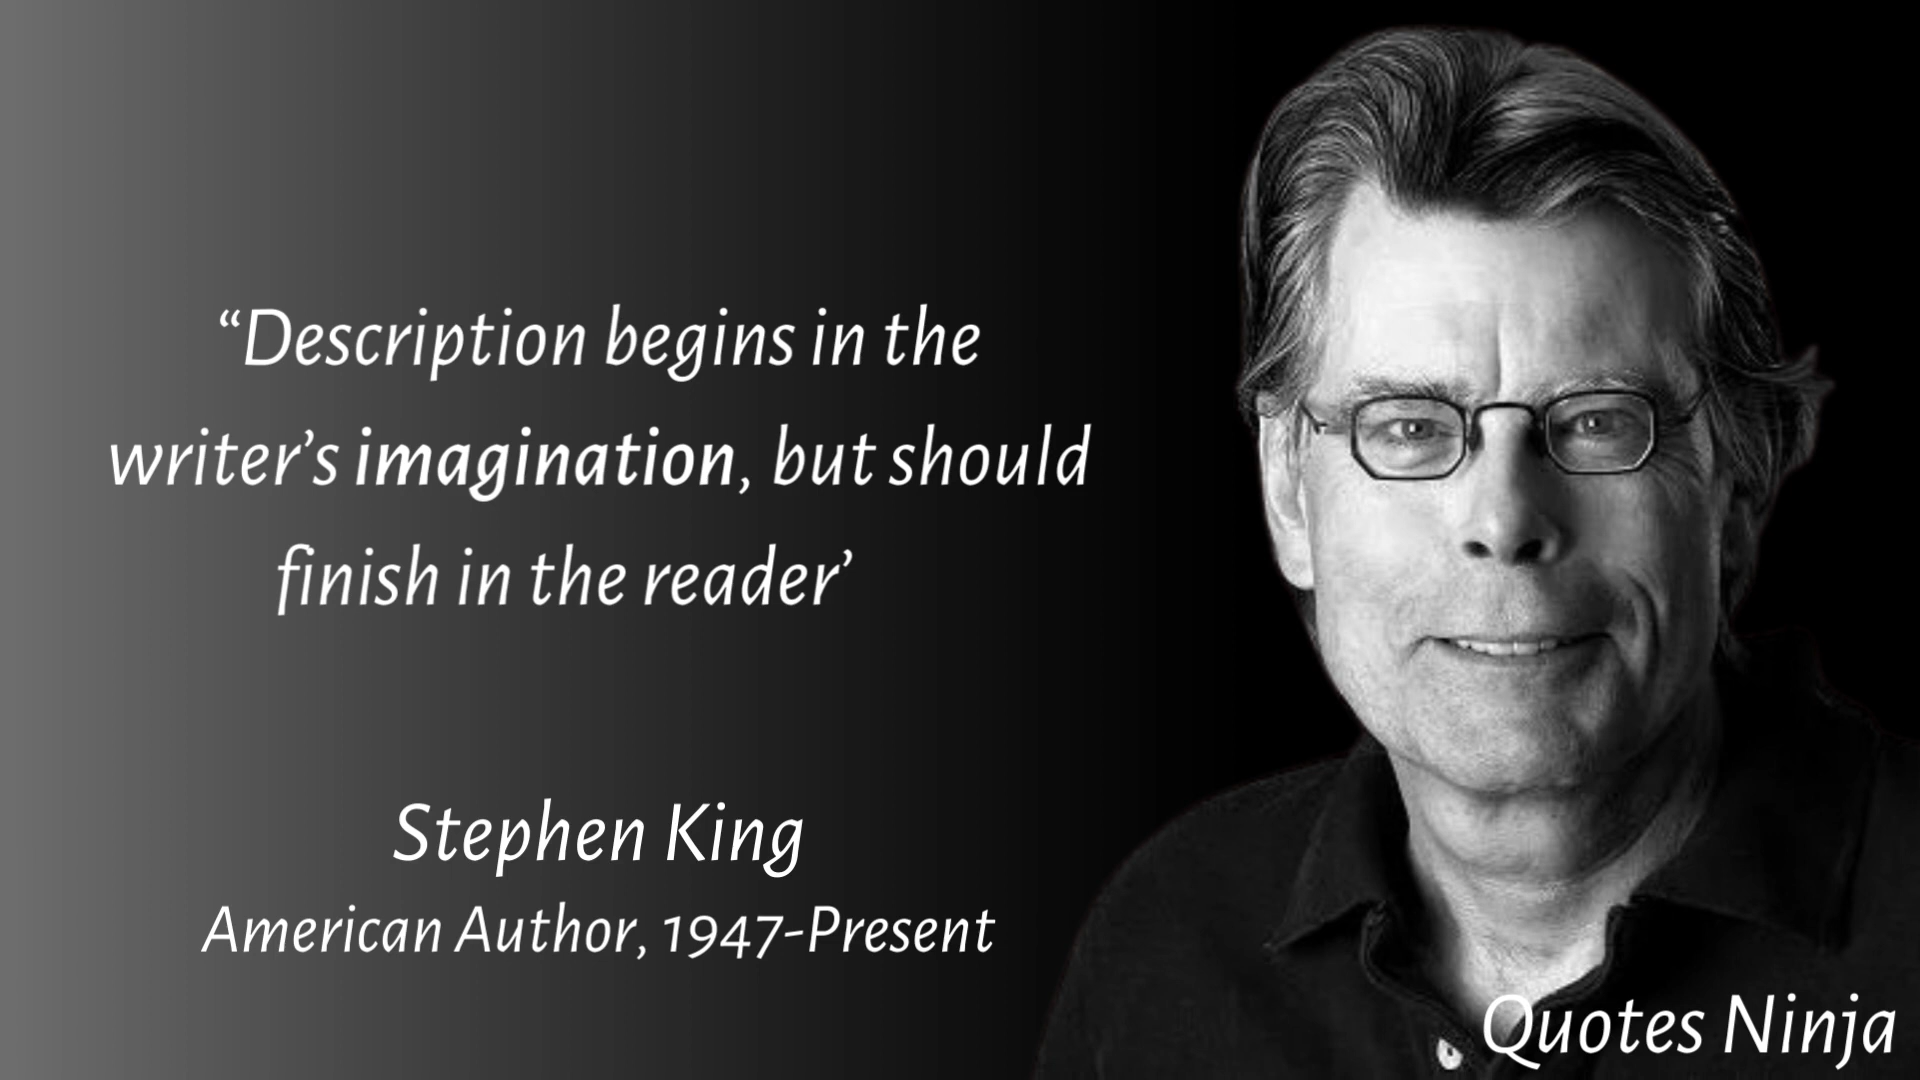 “Description begins in the
writer’s imagination, but should
finish in the reader’
Stephen King
American Author, 1947-Present
Quotes Ninja